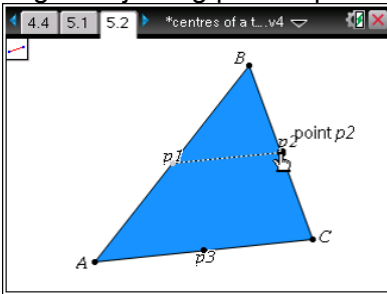 4.4 5.1 5.2 *centres of a t…v4
B
p1
p2 point p2
C
A
p3